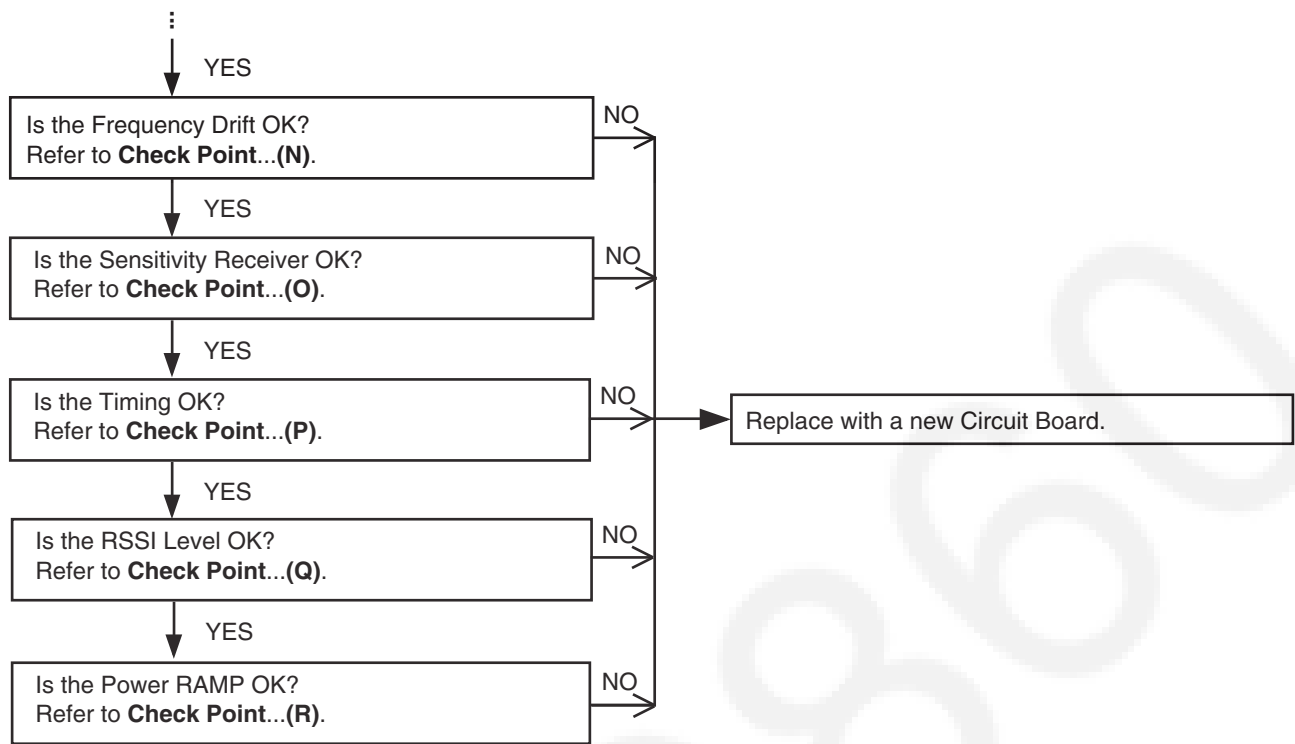 ⋮
YES
Is the Frequency Drift OK?
NO
Refer to Check Point...(N).
YES
Is the Sensitivity Receiver OK?
NO
Refer to Check Point...(O).
YES
Is the Timing OK?
NO
Refer to Check Point...(P).
Replace with a new Circuit Board.
YES
Is the RSSI Level OK?
NO
Refer to Check Point...(Q).
YES
Is the Power RAMP OK?
NO
Refer to Check Point...(R).